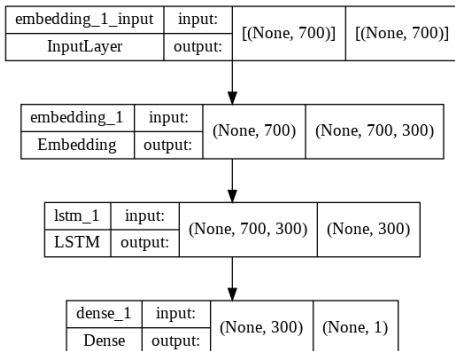 embedding_1_input input: [(None, 700)] [(None, 700)]
InputLayer output:
embedding_1 input: (None, 700) (None, 700, 300)
Embedding output:
lstm_1 input: (None, 700, 300) (None, 300)
LSTM output:
dense_1 input: (None, 300) (None, 1)
Dense output: